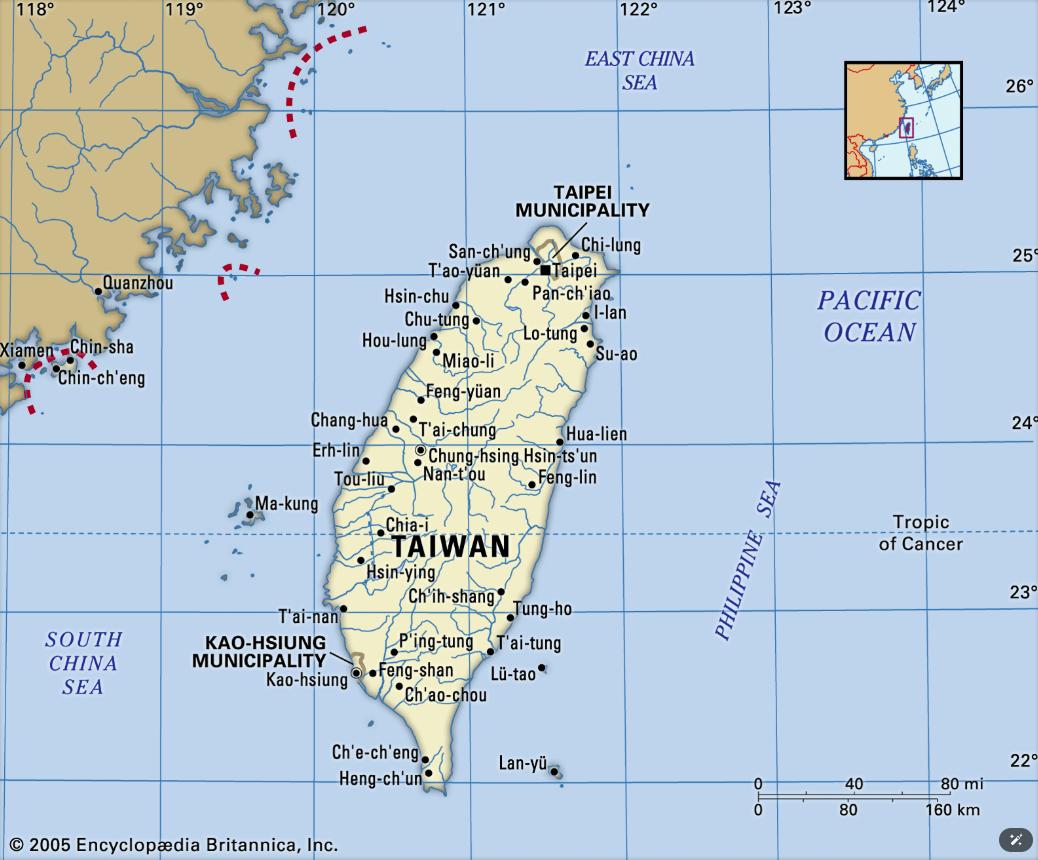 118°
119°
120°
121°
122°
123°
124°
EAST CHINA
SEA
26°
TAIPEI
MUNICIPALITY
San-ch'ung
Chi-lung
T'ao-yüan
Taipei
25°
Quanzhou
Hsin-chu
Pan-ch'iao
PACIFIC
OCEAN
Chu-tung
I-lan
Hou-lung
Lo-tung
Xiamen
Chin-sha
Su-ao
Miao-li
Chin-ch'eng
Feng-yüan
Chang-hua
T'ai-chung
Hua-lien
24°
Erh-lin
Chung-hsing Hsin-ts'un
Nan-t'ou
Tou-liu
Feng-lin
Ma-kung
PHILIPPINE SEA
Chia-i
Tropic
of Cancer
TAIWAN
Hsin-ying
Ch'ih-shang
23°
T'ai-nan
Tung-ho
SOUTH
CHINA
SEA
KAO-HSIUNG
MUNICIPALITY
P'ing-tung
T'ai-tung
Kao-hsiung
Feng-shan
Lü-tao
Ch'ao-chou
Ch'e-ch'eng
Lan-yü
22°
Heng-ch'un
0 40 80 mi
0 80 160 km
© 2005 Encyclopædia Britannica, Inc.